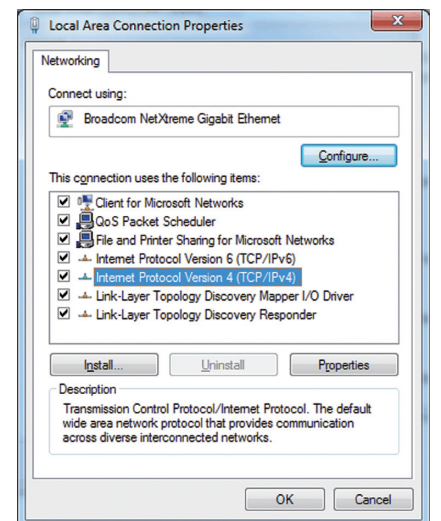 Local Area Connection Properties
Networking
Connect using:
Broadcom NetXtreme Gigabit Ethernet
Configure...
This connection uses the following items:
Client for Microsoft Networks
QoS Packet Scheduler
File and Printer Sharing for Microsoft Networks
Internet Protocol Version 6 (TCP/IPv6)
Internet Protocol Version 4 (TCP/IPv4)
Link-Layer Topology Discovery Mapper I/O Driver
Link-Layer Topology Discovery Responder
Install... Uninstall Properties
Description
Transmission Control Protocol/Internet Protocol. The default
wide area network protocol that provides communication
across diverse interconnected networks.
OK Cancel